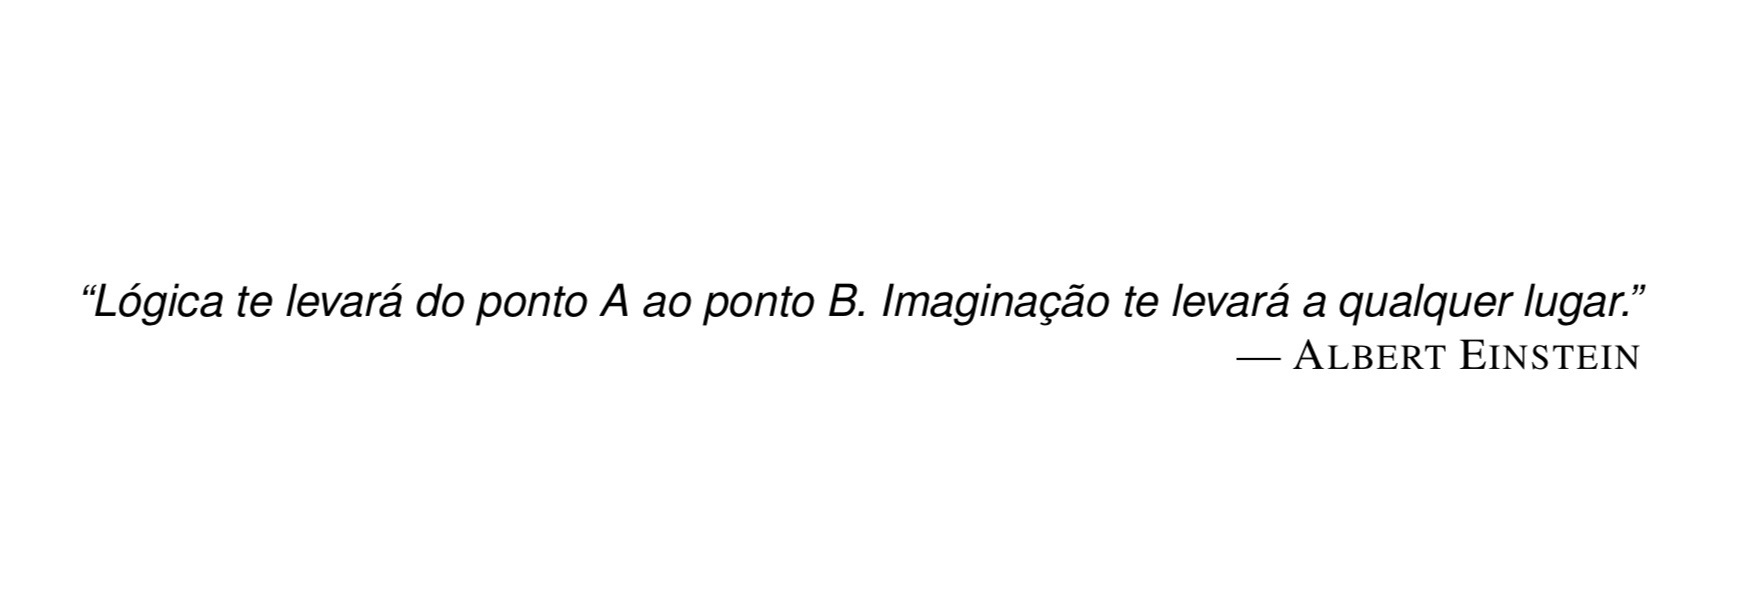 “Lógica te levará do ponto A ao ponto B. Imaginação te levará a qualquer lugar.”
— ALBERT EINSTEIN